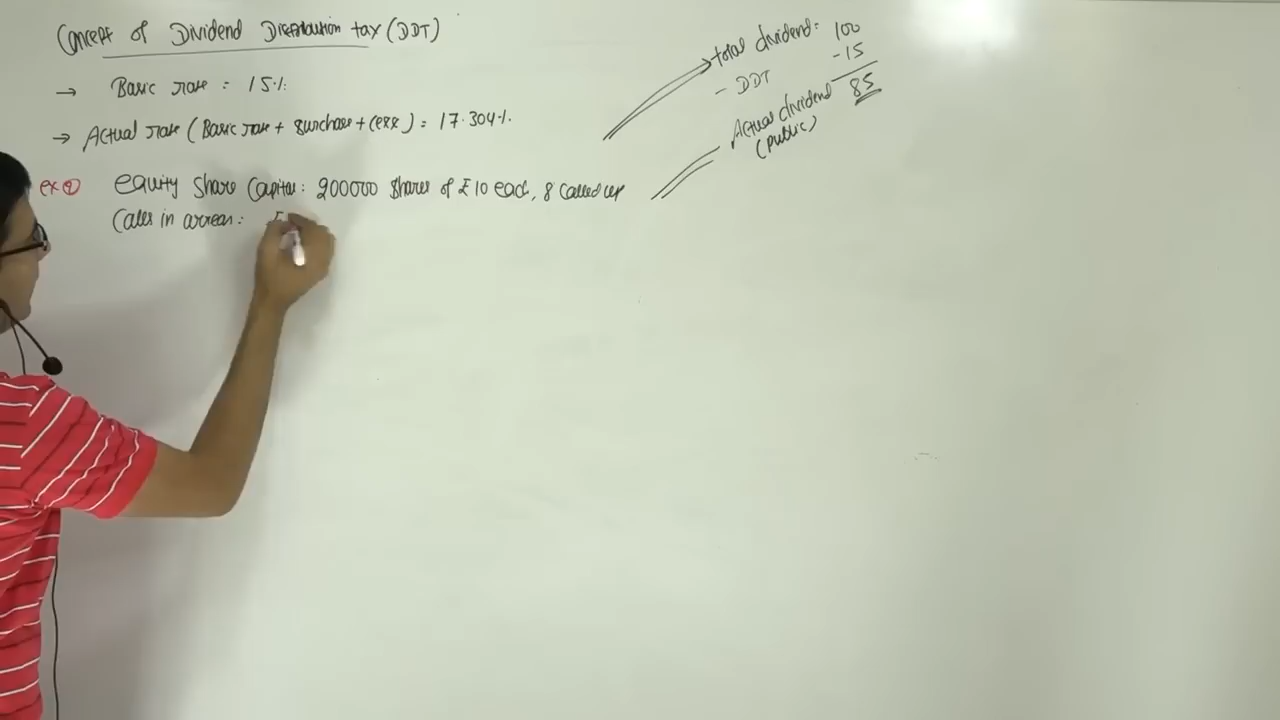 Concept of Dividend Distribution tax (DDT)
→ Basic rate = 15%
→ Actual rate (Basic rate + Surcharge + Cess) = 17.304%
ex ① equity share Capital: 200000 shares of ₹10 each, 8 called up
Calls in arrear:
total dividend: 100
- DDT -15
Actual dividend 85
(public)